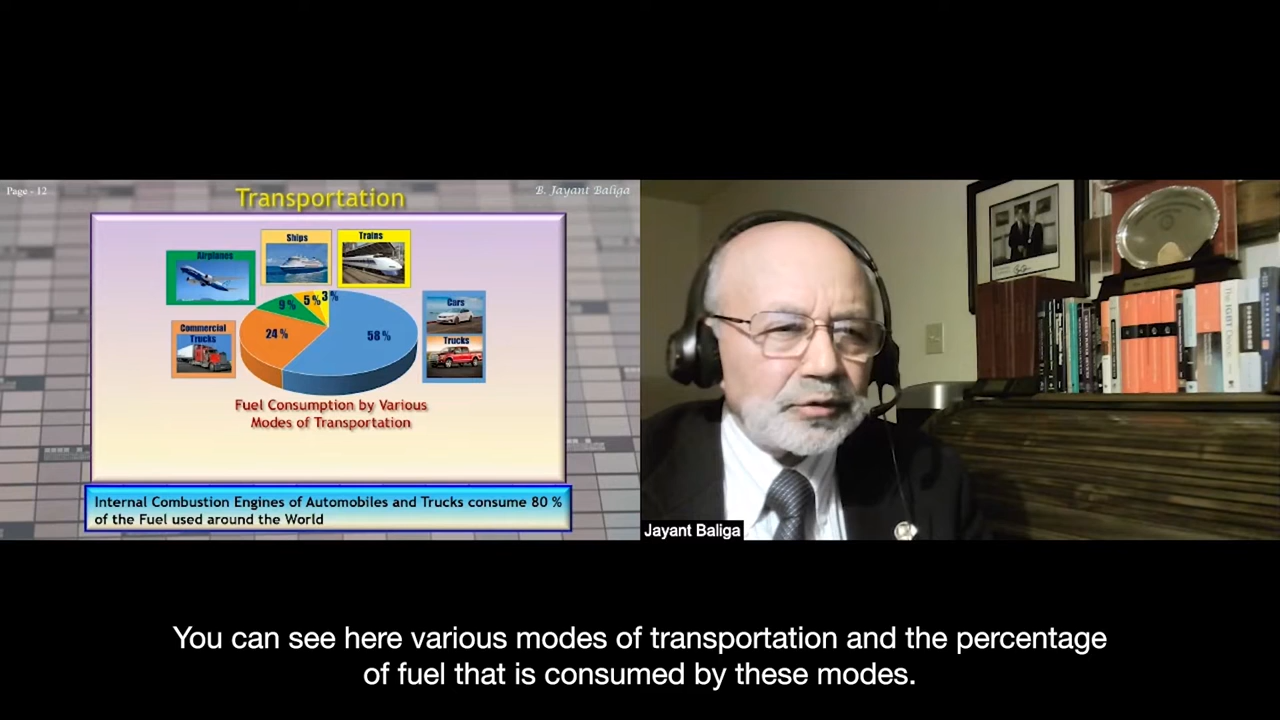 Page - 12
Transportation
B. Jayant Baliga
Ships
Trains
Airplanes
9 %
5 %
3 %
Cars
Commercial
Trucks
24 %
58 %
Trucks
Fuel Consumption by Various
Modes of Transportation
Internal Combustion Engines of Automobiles and Trucks consume 80 %
of the Fuel used around the World
Jayant Baliga
You can see here various modes of transportation and the percentage
of fuel that is consumed by these modes.